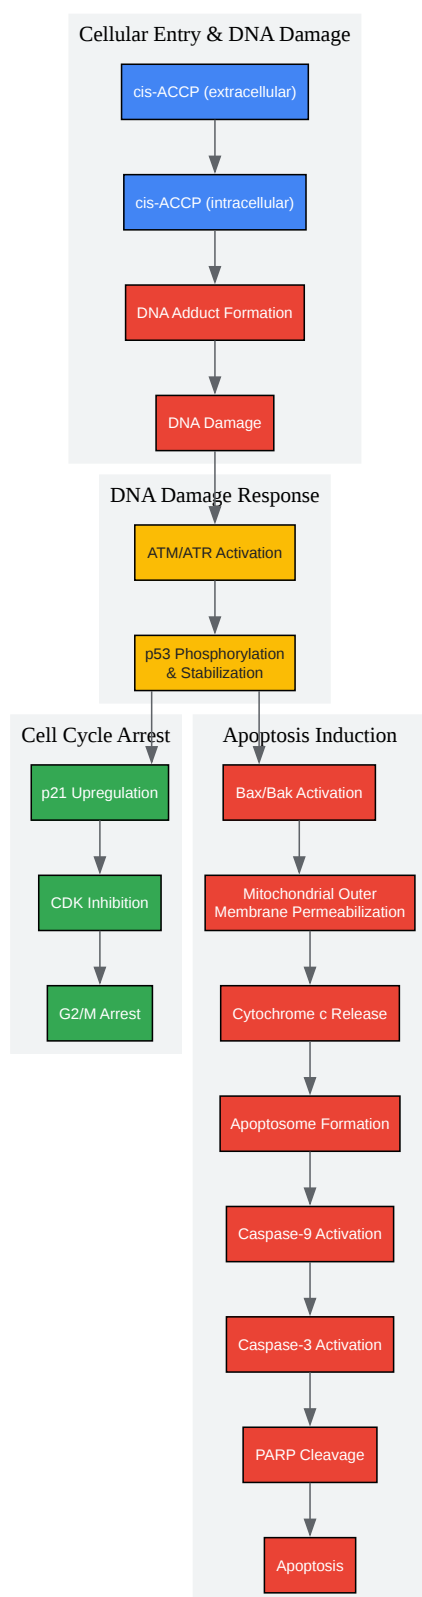 Cellular Entry & DNA Damage
cis-ACCP (extracellular)
cis-ACCP (intracellular)
DNA Adduct Formation
DNA Damage
DNA Damage Response
ATM/ATR Activation
p53 Phosphorylation
& Stabilization
Cell Cycle Arrest
p21 Upregulation
CDK Inhibition
G2/M Arrest
Apoptosis Induction
Bax/Bak Activation
Mitochondrial Outer
Membrane Permeabilization
Cytochrome c Release
Apoptosome Formation
Caspase-9 Activation
Caspase-3 Activation
PARP Cleavage
Apoptosis